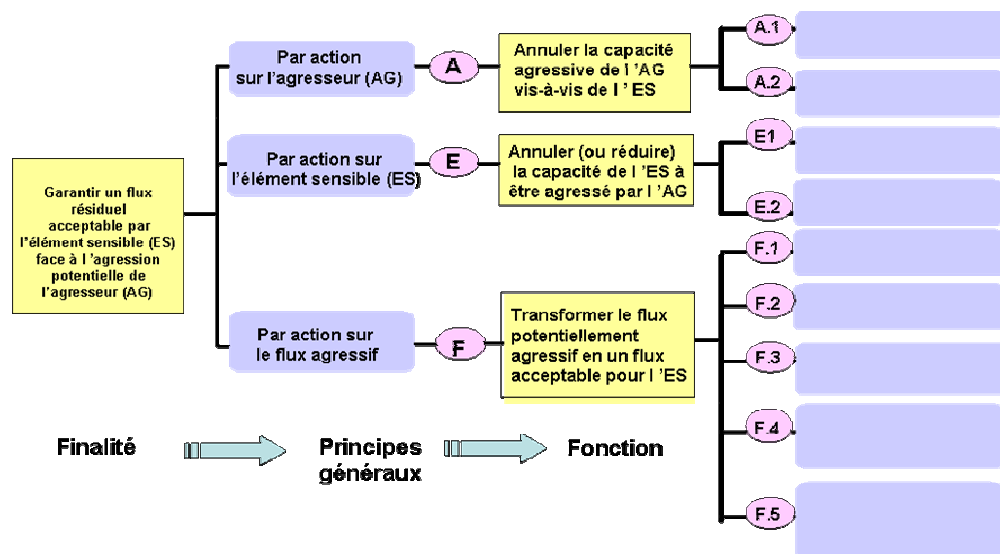 Garantir un flux
résiduel
acceptable par
l'élément sensible (ES)
face à l 'agression
potentielle de
l'agresseur (AG)
Par action
sur l'agresseur (AG)
A
Annuler la capacité
agressive de l 'AG
vis-à-vis de l ' ES
A.1
A.2
Par action sur
l'élément sensible (ES)
E
Annuler (ou réduire)
la capacité de l 'ES à
être agressé par l 'AG
E1
E.2
Par action sur
le flux agressif
F
Transformer le flux
potentiellement
agressif en un flux
acceptable pour l 'ES
F.1
F.2
F.3
F.4
F.5
Finalité
Principes
généraux
Fonction